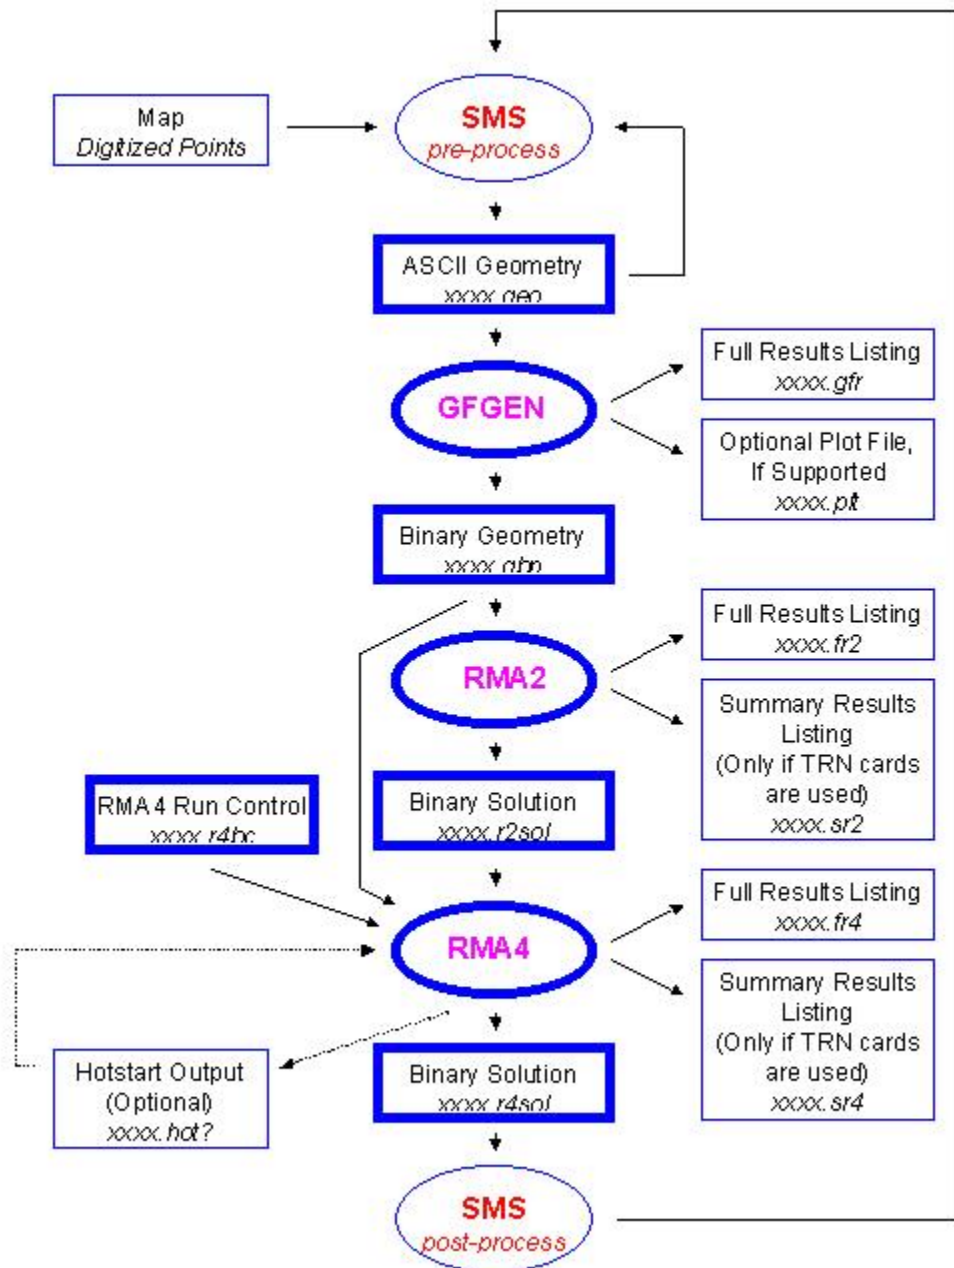 SMS
pre-process
Map
Digitized Points
ASCII Geometry
xxxx.geo
GFGEN
Full Results Listing
xxxx.gfr
Optional Plot File,
If Supported
xxxx.plt
Binary Geometry
xxxx.gbn
RMA2
Full Results Listing
xxxx.fr2
Summary Results
Listing
(Only if TRN cards
are used)
xxxx.sr2
RMA4 Run Control
xxxx.r4bc
Binary Solution
xxxx.r2sol
RMA4
Full Results Listing
xxxx.fr4
Summary Results
Listing
(Only if TRN cards
are used)
xxxx.sr4
Hotstart Output
(Optional)
xxxx.hot?
Binary Solution
xxxx.r4sol
SMS
post-process